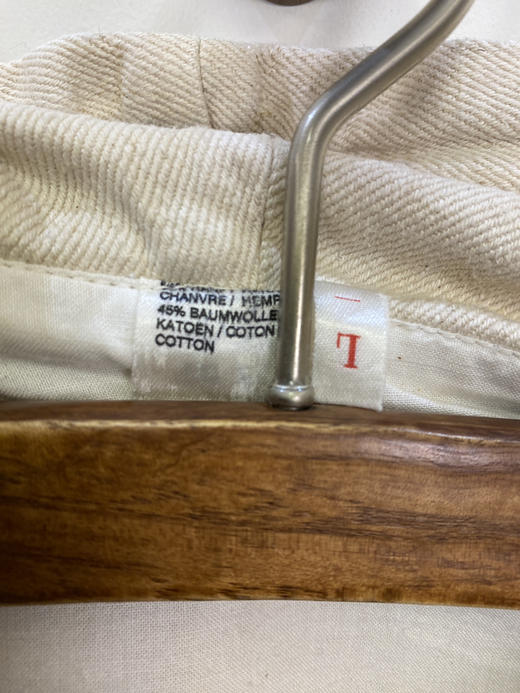 CHANVRE / HEMP
45% BAUMWOLLE
KATOEN / COTON
COTTON
L